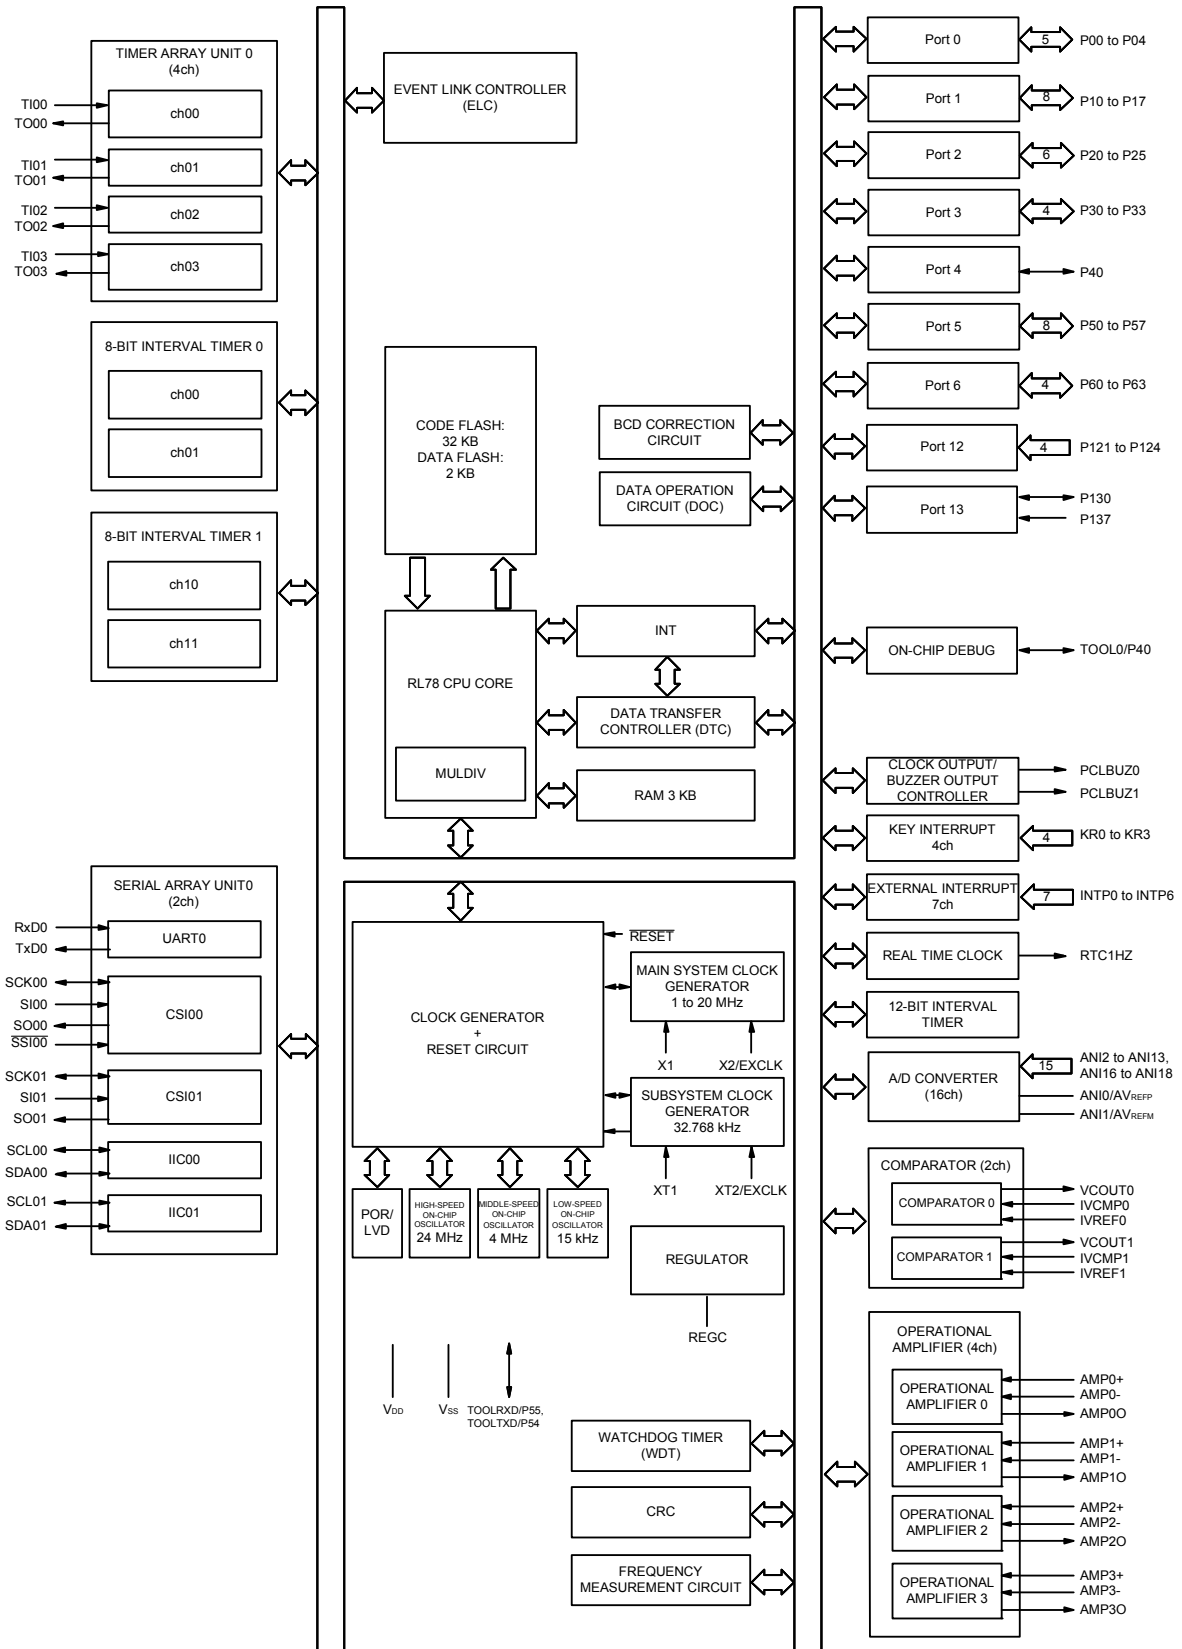 TIMER ARRAY UNIT 0
(4ch)
TI00
TO00
ch00
TI01
TO01
ch01
TI02
TO02
ch02
TI03
TO03
ch03
8-BIT INTERVAL TIMER 0
ch00
ch01
8-BIT INTERVAL TIMER 1
ch10
ch11
SERIAL ARRAY UNIT0
(2ch)
RxD0
TxD0
UART0
SCK00
SI00
SO00
SSI00
CSI00
SCK01
SI01
SO01
CSI01
SCL00
SDA00
IIC00
SCL01
SDA01
IIC01
EVENT LINK CONTROLLER
(ELC)
CODE FLASH:
32 KB
DATA FLASH:
2 KB
BCD CORRECTION
CIRCUIT
DATA OPERATION
CIRCUIT (DOC)
RL78 CPU CORE
MULDIV
INT
DATA TRANSFER
CONTROLLER (DTC)
RAM 3 KB
CLOCK GENERATOR
+
RESET CIRCUIT
RESET
MAIN SYSTEM CLOCK
GENERATOR
1 to 20 MHz
X1
X2/EXCLK
SUBSYSTEM CLOCK
GENERATOR
32.768 kHz
XT1
XT2/EXCLK
POR/
LVD
HIGH-SPEED
ON-CHIP
OSCILLATOR
24 MHz
MIDDLE-SPEED
ON-CHIP
OSCILLATOR
4 MHz
LOW-SPEED
ON-CHIP
OSCILLATOR
15 kHz
REGULATOR
REGC
VDD
VSS
TOOLRXD/P55,
TOOLTXD/P54
WATCHDOG TIMER
(WDT)
CRC
FREQUENCY
MEASUREMENT CIRCUIT
Port 0
5
P00 to P04
Port 1
8
P10 to P17
Port 2
6
P20 to P25
Port 3
4
P30 to P33
Port 4
P40
Port 5
8
P50 to P57
Port 6
4
P60 to P63
Port 12
4
P121 to P124
Port 13
P130
P137
ON-CHIP DEBUG
TOOL0/P40
CLOCK OUTPUT/
BUZZER OUTPUT
CONTROLLER
PCLBUZ0
PCLBUZ1
KEY INTERRUPT
4ch
4
KR0 to KR3
EXTERNAL INTERRUPT
7ch
7
INTP0 to INTP6
REAL TIME CLOCK
RTC1HZ
12-BIT INTERVAL
TIMER
A/D CONVERTER
(16ch)
15
ANI2 to ANI13,
ANI16 to ANI18
ANI0/AVREFP
ANI1/AVREFM
COMPARATOR (2ch)
COMPARATOR 0
VCOUT0
IVCMP0
IVREF0
COMPARATOR 1
VCOUT1
IVCMP1
IVREF1
OPERATIONAL
AMPLIFIER (4ch)
OPERATIONAL
AMPLIFIER 0
AMP0+
AMP0-
AMP0O
OPERATIONAL
AMPLIFIER 1
AMP1+
AMP1-
AMP1O
OPERATIONAL
AMPLIFIER 2
AMP2+
AMP2-
AMP2O
OPERATIONAL
AMPLIFIER 3
AMP3+
AMP3-
AMP3O